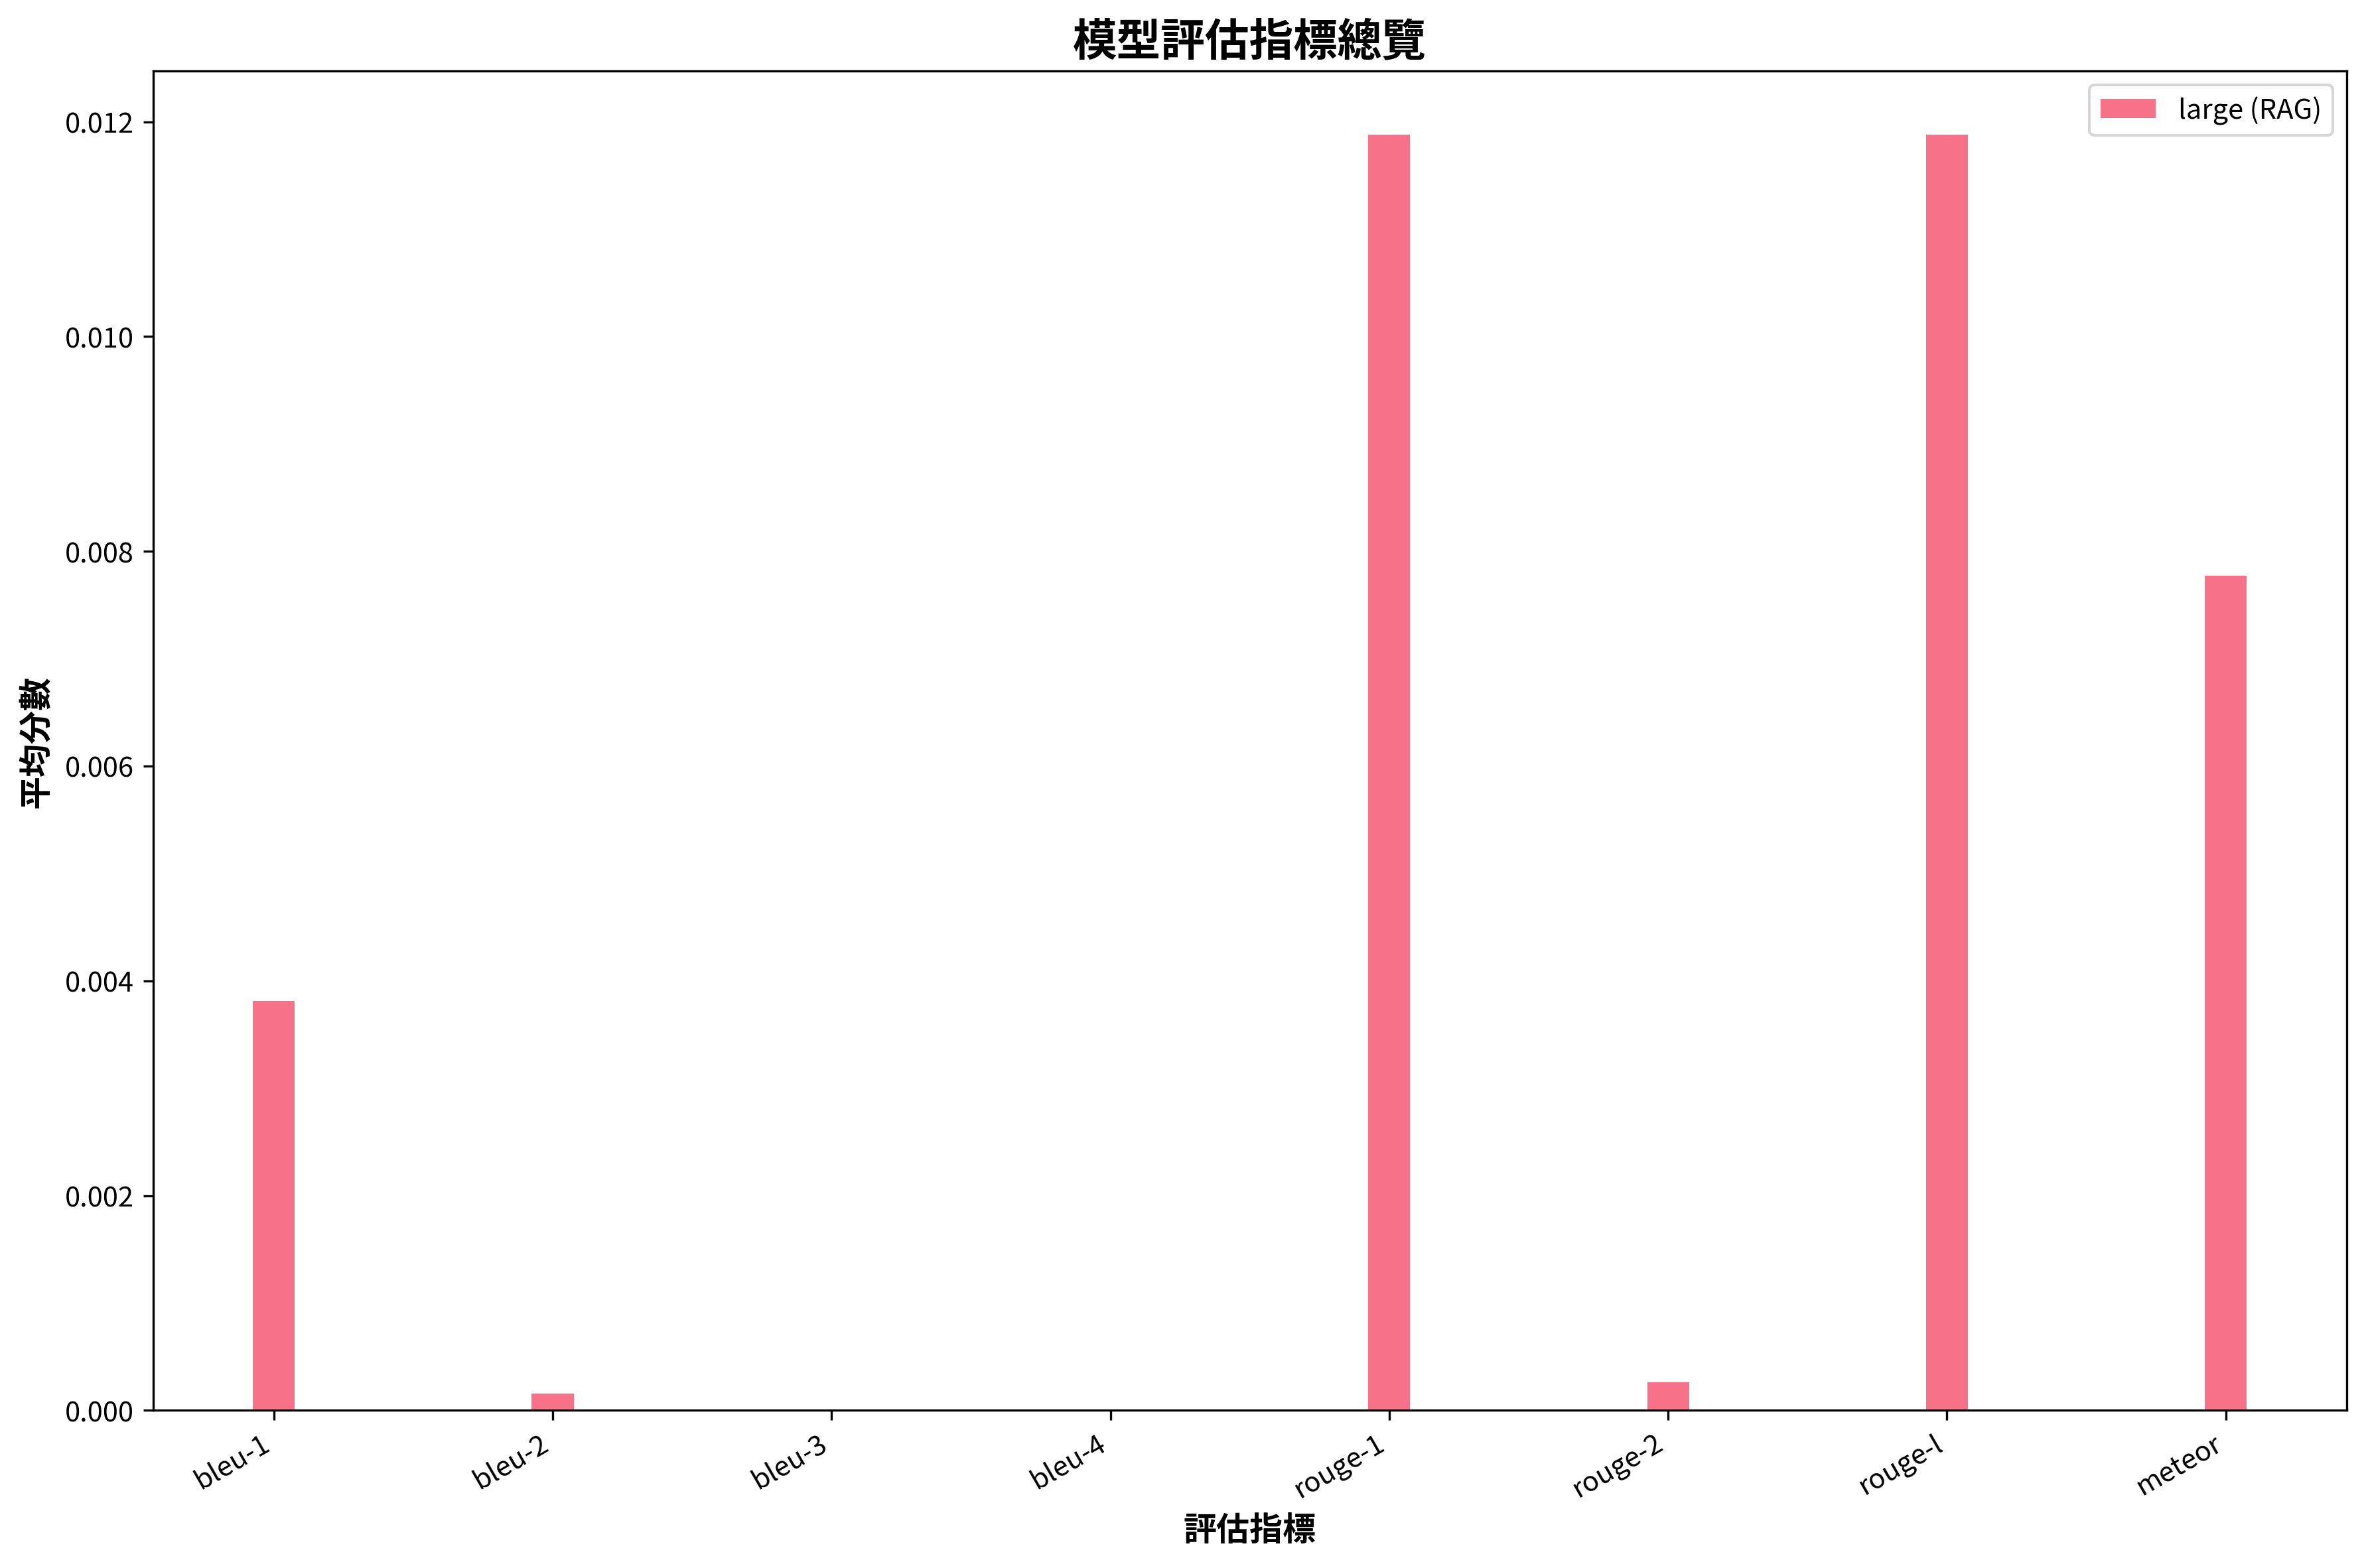 模型評估指標總覽
large (RAG)
平均分數
0.012
0.010
0.008
0.006
0.004
0.002
0.000
bleu-1
bleu-2
bleu-3
bleu-4
rouge-1
rouge-2
rouge-l
meteor
評估指標